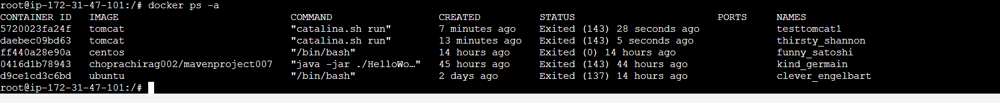 root@ip-172-31-47-101:/# docker ps -a
CONTAINER ID   IMAGE                             COMMAND                  CREATED          STATUS                        PORTS     NAMES
5720023fa24f   tomcat                            "catalina.sh run"        7 minutes ago    Exited (143) 28 seconds ago             testtomcat1
daebec09bd63   tomcat                            "catalina.sh run"        13 minutes ago   Exited (143) 5 seconds ago              thirsty_shannon
ff440a28e90a   centos                            "/bin/bash"              14 hours ago     Exited (0) 14 hours ago                 funny_satoshi
0416d1b78943   choprachirag002/mavenproject007   "java -jar ./HelloWo…"   45 hours ago     Exited (143) 44 hours ago               kind_germain
d9ce1cd3c6bd   ubuntu                            "/bin/bash"              2 days ago       Exited (137) 14 hours ago               clever_engelbart
root@ip-172-31-47-101:/#